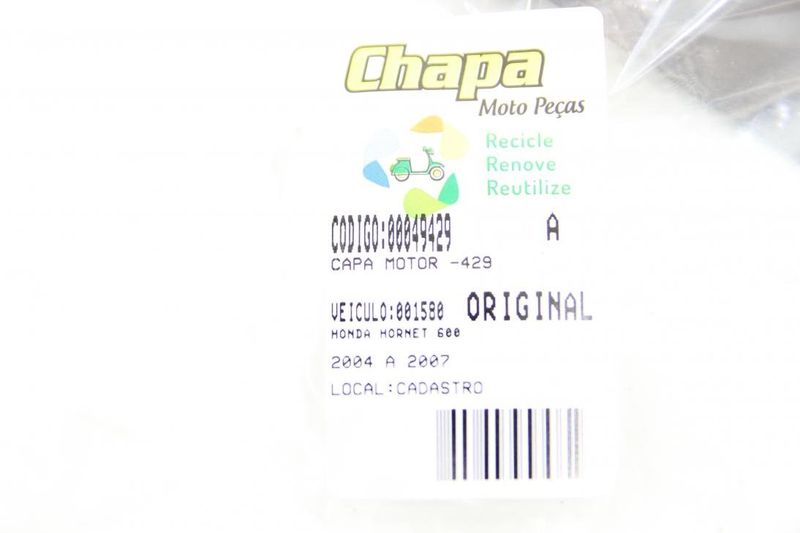 Chapa
Moto Peças
Recicle
Renove
Reutilize
CODIGO:00049429 A
CAPA MOTOR -429
VEICULO:001580 ORIGINAL
HONDA HORNET 600
2004 A 2007
LOCAL:CADASTRO